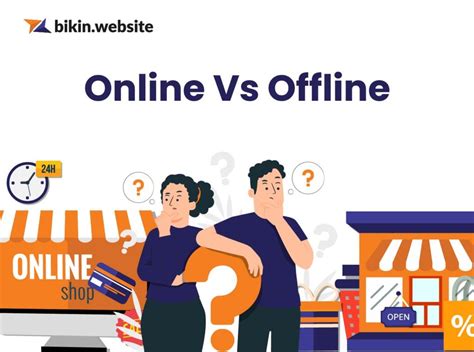 bikin.website
Online Vs Offline
24H
?
?
ONLINE
shop
?
OPEN
%